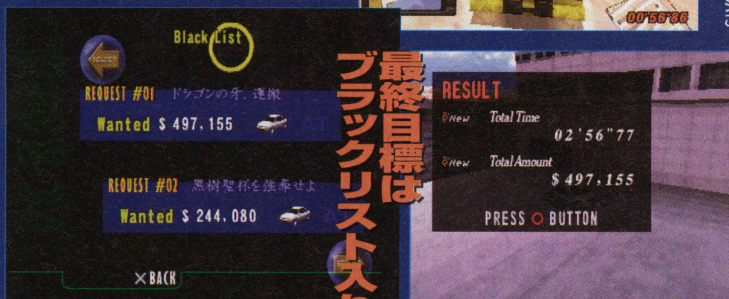 Black List
SELECT
REQUEST #01 ドラゴンの牙、運搬
Wanted $ 497,155
REQUEST #02 黒樹聖杯を強奪せよ
Wanted $ 244,080
×BACK
最終目標は
ブラックリスト入り
00'56"86
RESULT
New Total Time
02'56"77
New Total Amount
$ 497,155
PRESS ○ BUTTON